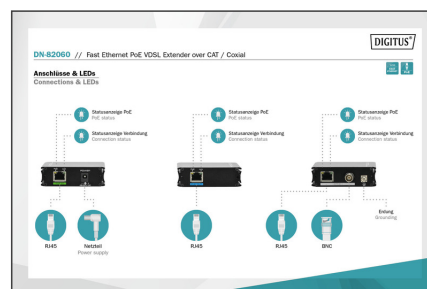 DIGITUS®
DN-82060 // Fast Ethernet PoE VDSL Extender over CAT / Coxial
Anschlüsse & LEDs
Connections & LEDs
PoE
Statusanzeige PoE
PoE status
Statusanzeige Verbindung
Connection status
RJ45
Netzteil
Power supply
Statusanzeige PoE
PoE status
Statusanzeige Verbindung
Connection status
RJ45
Statusanzeige PoE
PoE status
Statusanzeige Verbindung
Connection status
RJ45
BNC
Erdung
Grounding